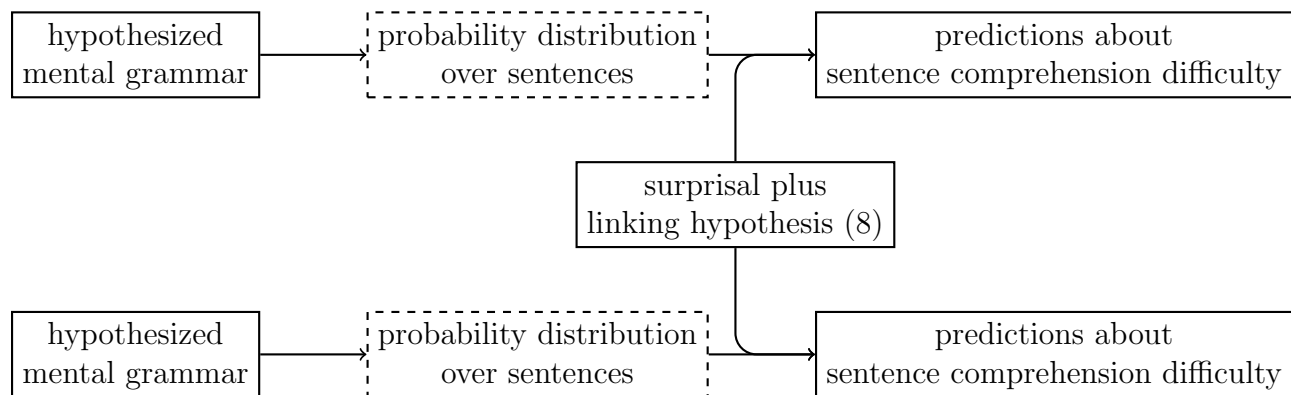 hypothesized
mental grammar
probability distribution
over sentences
predictions about
sentence comprehension difficulty
surprisal plus
linking hypothesis (8)
hypothesized
mental grammar
probability distribution
over sentences
predictions about
sentence comprehension difficulty